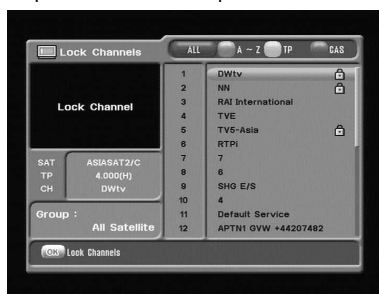 Lock Channels
ALL A ~ Z TP CAS
Lock Channel
SAT ASIASAT2/C
TP 4.000(H)
CH DWtv
Group :
All Satellite
1 DWtv
2 NN
3 RAI International
4 TVE
5 TV5-Asia
6 RTPi
7 7
8 6
9 SHG E/S
10 4
11 Default Service
12 APTN1 GVW +44207482
OK Lock Channels